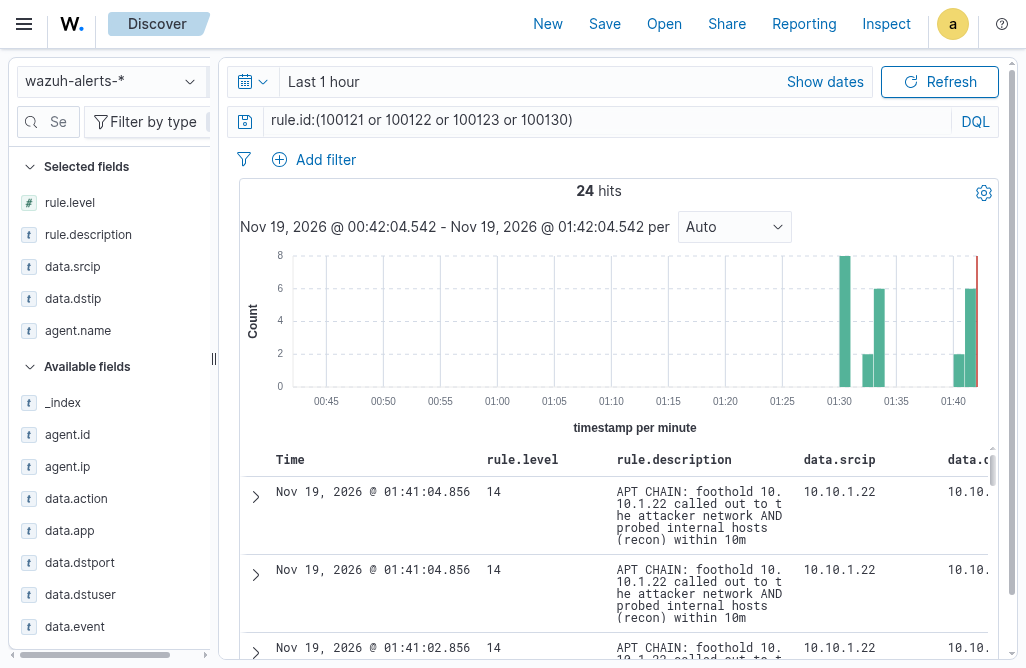 W. Discover New Save Open Share Reporting Inspect a
wazuh-alerts-*
Last 1 hour Show dates Refresh
Se Filter by type
rule.id:(100121 or 100122 or 100123 or 100130) DQL
Add filter
Selected fields
# rule.level
t rule.description
t data.srcip
t data.dstip
t agent.name
Available fields
t _index
t agent.id
t agent.ip
t data.action
t data.app
t data.dstport
t data.dstuser
t data.event
24 hits
Nov 19, 2026 @ 00:42:04.542 - Nov 19, 2026 @ 01:42:04.542 per Auto
Count
8
6
4
2
0
00:45 00:50 00:55 01:00 01:05 01:10 01:15 01:20 01:25 01:30 01:35 01:40
timestamp per minute
Time rule.level rule.description data.srcip
Nov 19, 2026 @ 01:41:04.856 14 APT CHAIN: foothold 10. 10.10.1.22 10.10.
10.1.22 called out to t
he attacker network AND
probed internal hosts
(recon) within 10m
Nov 19, 2026 @ 01:41:04.856 14 APT CHAIN: foothold 10. 10.10.1.22 10.10.
10.1.22 called out to t
he attacker network AND
probed internal hosts
(recon) within 10m
Nov 19, 2026 @ 01:41:02.856 14 APT CHAIN: foothold 10. 10.10.1.22 10.10.